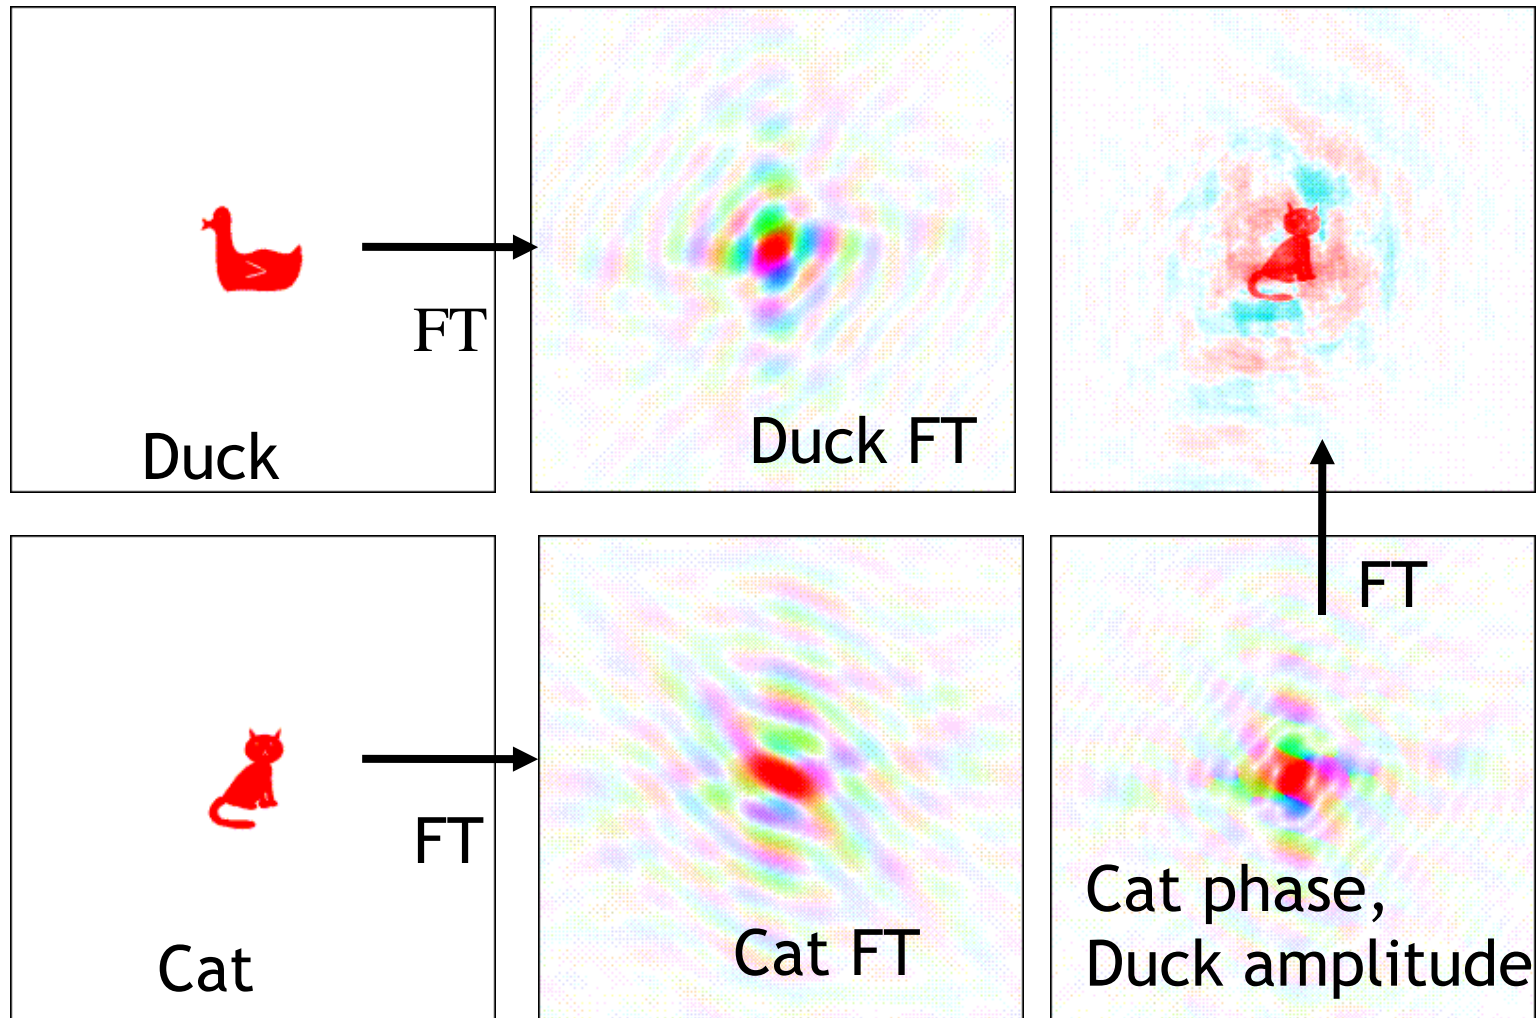 FT
Duck
Duck FT
FT
FT
Cat
Cat FT
Cat phase,
Duck amplitude